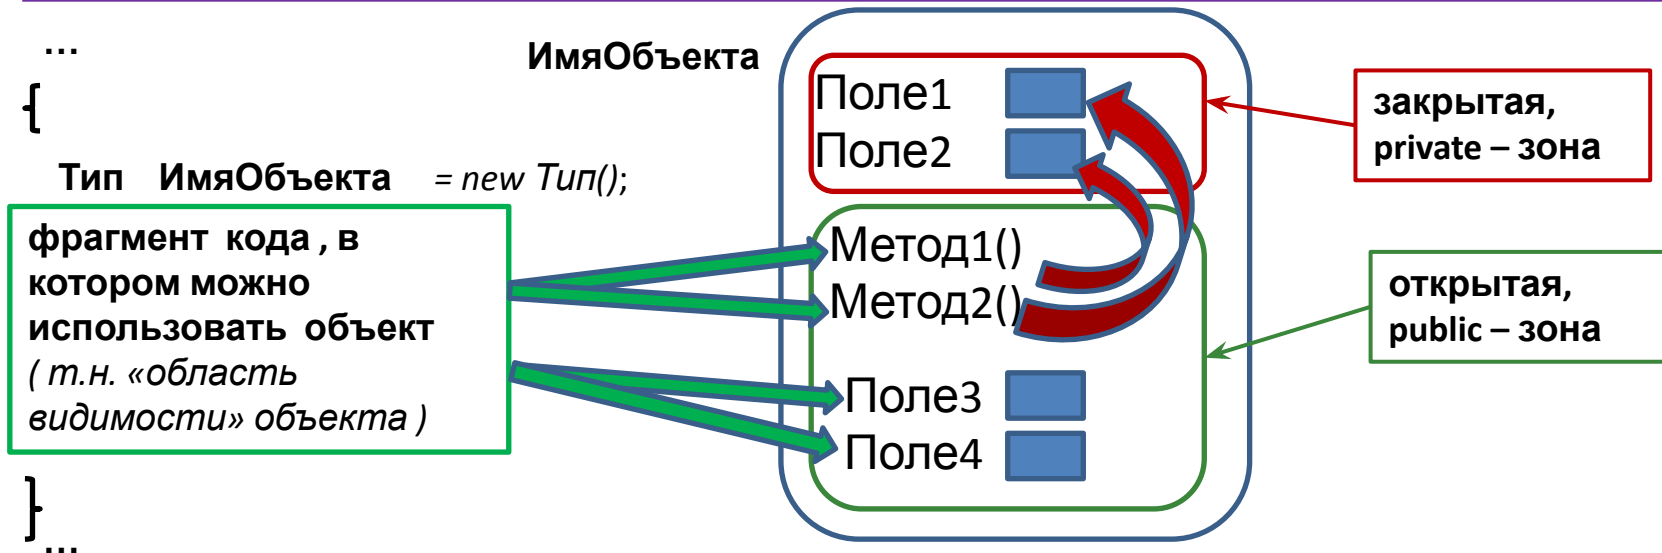 ...
{
Тип ИмяОбъекта = new Тип();
фрагмент кода , в
котором можно
использовать объект
( т.н. «область
видимости» объекта )
}
...
ИмяОбъекта
Поле1
Поле2
Метод1()
Метод2()
Поле3
Поле4
закрытая,
private – зона
открытая,
public – зона